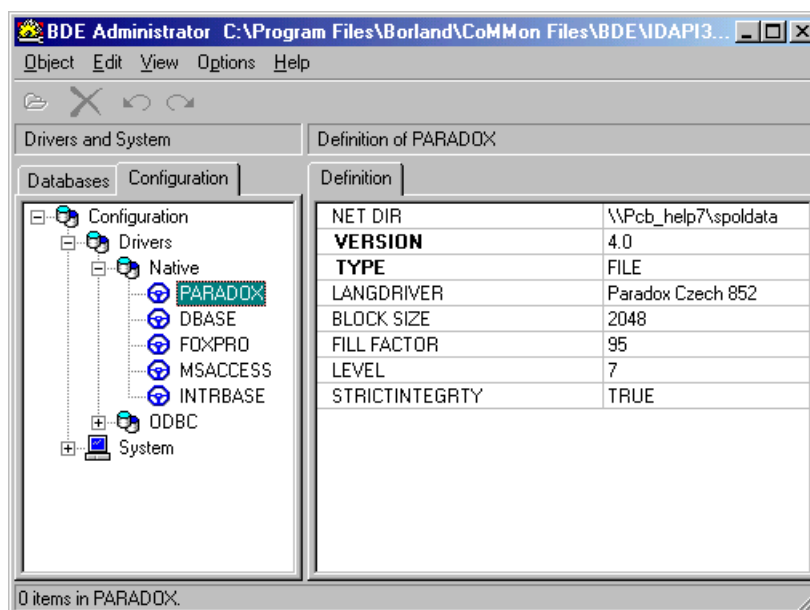 BDE Administrator C:\Program Files\Borland\CoMMon Files\BDE\IDAPI3...
Object Edit View Options Help
Drivers and System
Definition of PARADOX
Databases Configuration
Definition
Configuration
Drivers
Native
PARADOX
DBASE
FOXPRO
MSACCESS
INTRBASE
ODBC
System
NET DIR \\Pcb_help7\spoldata
VERSION 4.0
TYPE FILE
LANGDRIVER Paradox Czech 852
BLOCK SIZE 2048
FILL FACTOR 95
LEVEL 7
STRICTINTEGRTY TRUE
0 items in PARADOX.